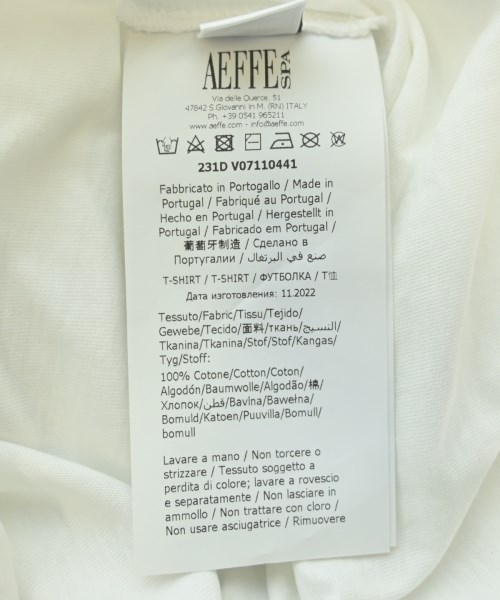 AEFFE SPA
Via delle Querce, 51
47842 S.Giovanni in M. (RN) ITALY
Ph. +39 0541 965211
www.aeffe.com - info@aeffe.com
231D V07110441
Fabbricato in Portogallo / Made in
Portugal / Fabriqué au Portugal /
Hecho en Portugal / Hergestellt in
Portugal / Fabricado em Portugal /
葡萄牙制造 / Сделано в
Португалии / صنع في البرتغال
T-SHIRT / T-SHIRT / ФУТБОЛКА / T恤
Дата изготовления: 11.2022
Tessuto/Fabric/Tissu/Tejido/
Gewebe/Tecido/面料/ткань/النسيج/
Tkanina/Tkanina/Stof/Stof/Kangas/
Tyg/Stoff:
100% Cotone/Cotton/Coton/
Algodón/Baumwolle/Algodão/棉/
Хлопок/قطن/Bavlna/Bawełna/
Bomuld/Katoen/Puuvilla/Bomull/
bomull
Lavare a mano / Non torcere o
strizzare / Tessuto soggetto a
perdita di colore; lavare a rovescio
e separatamente / Non lasciare in
ammollo / Non trattare con cloro /
Non usare asciugatrice / Rimuovere